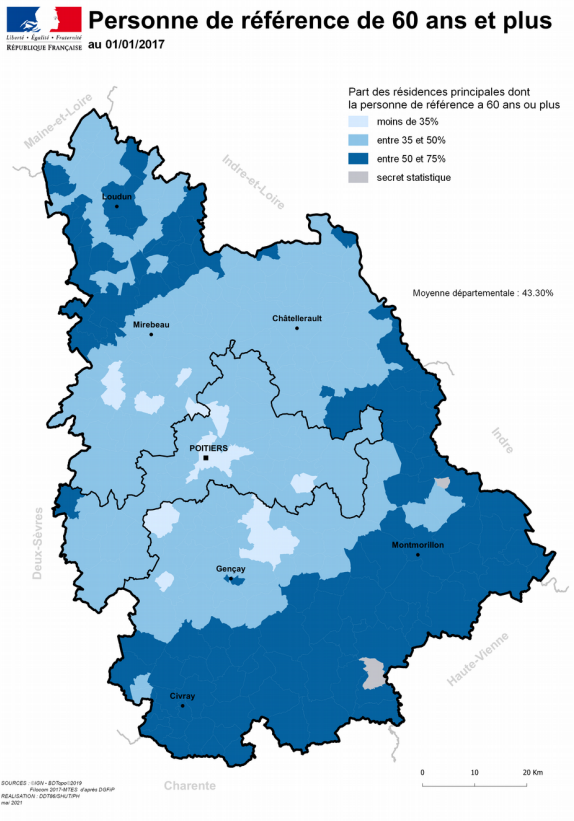 Personne de référence de 60 ans et plus
au 01/01/2017
Liberté • Égalité • Fraternité
RÉPUBLIQUE FRANÇAISE
Part des résidences principales dont
la personne de référence a 60 ans ou plus
moins de 35%
entre 35 et 50%
entre 50 et 75%
secret statistique
Moyenne départementale : 43.30%
Maine-et-Loire
Indre-et-Loire
Loudun
Mirebeau
Châtellerault
POITIERS
Indre
Deux-Sèvres
Montmorillon
Gençay
Haute-Vienne
Civray
Charente
0 10 20 Km
SOURCES : ©IGN - BDTopo©2019
Filocom 2017-MTES d'après DGFiP
REALISATION : DDT86/SHUT/PH
mai 2021